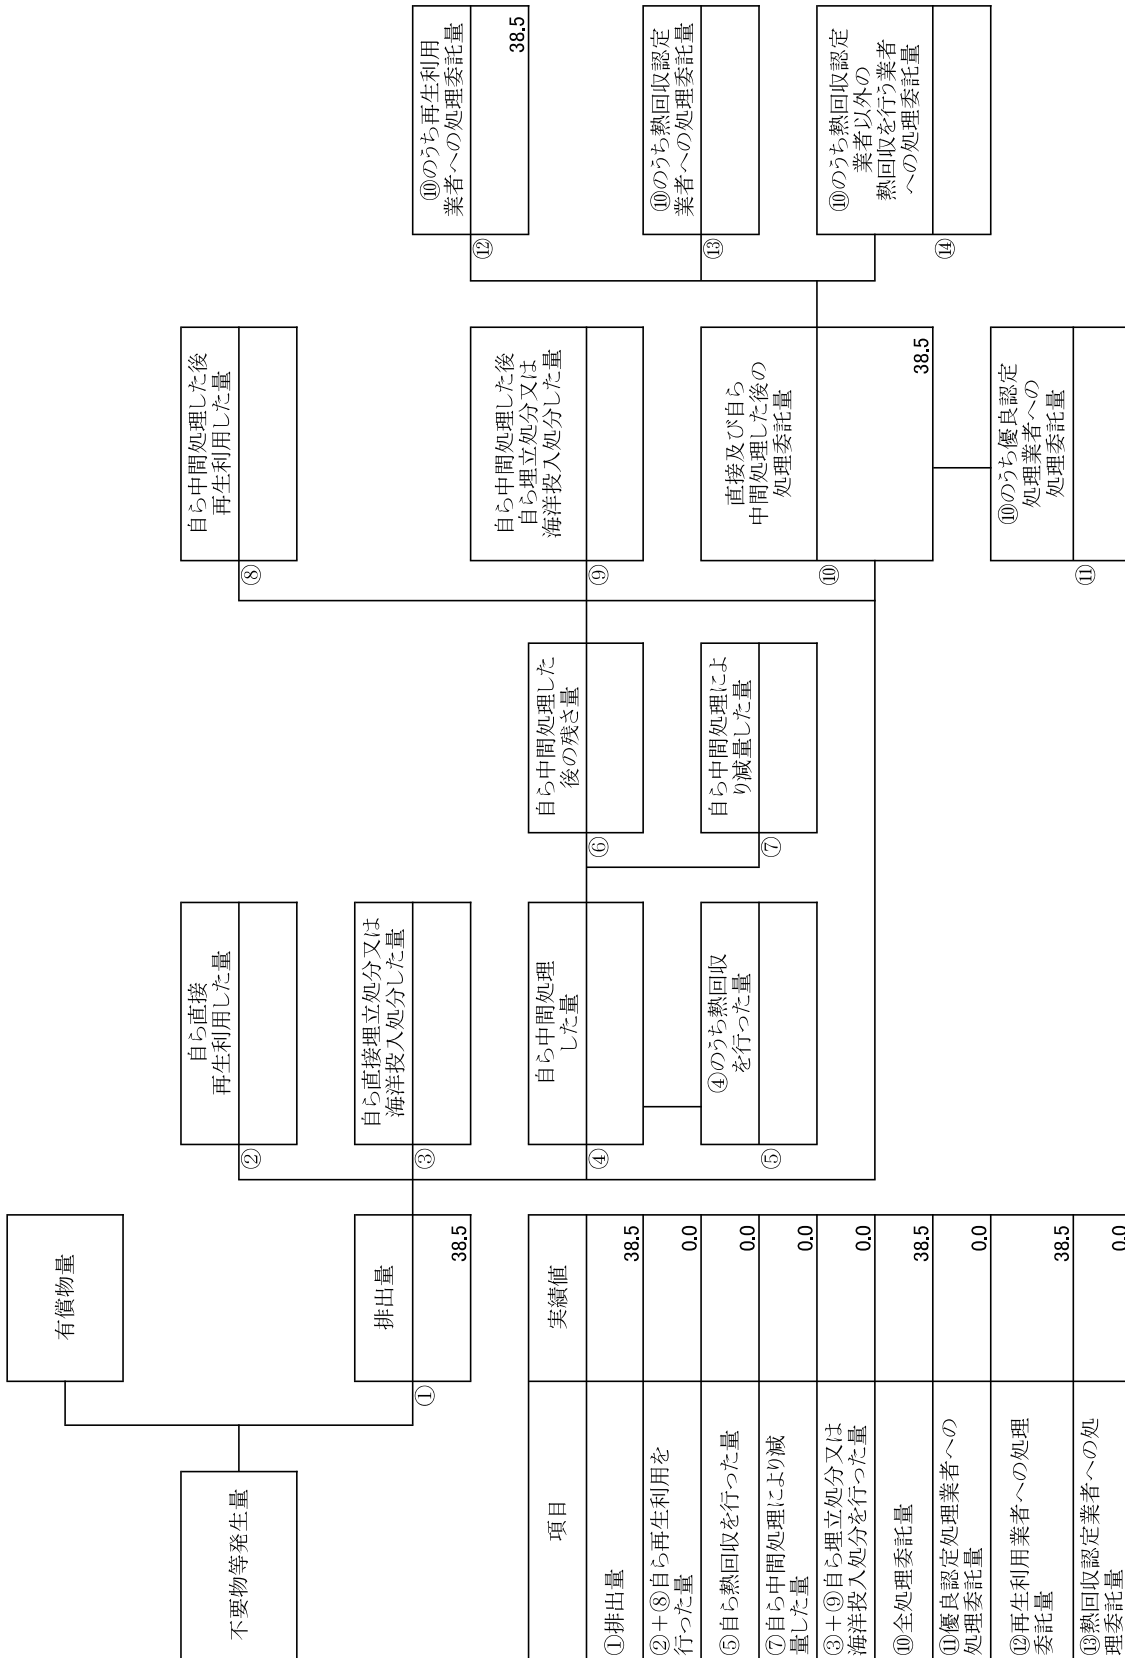 不要物等発生量
有償物量
①
排出量
38.5
②
自ら直接
再生利用した量
③
自ら直接埋立処分又は
海洋投入処分した量
④
自ら中間処理
した量
⑤
④のうち熱回収
を行った量
⑥
自ら中間処理した
後の残さ量
⑦
自ら中間処理によ
り減量した量
⑧
自ら中間処理した後
再生利用した量
⑨
自ら中間処理した後
自ら埋立処分又は
海洋投入処分した量
⑩
直接及び自ら
中間処理した後の
処理委託量
38.5
⑪
⑩のうち優良認定
処理業者への
処理委託量
⑫
⑩のうち再生利用
業者への処理委託量
38.5
⑬
⑩のうち熱回収認定
業者への処理委託量
⑭
⑩のうち熱回収認定
業者以外の
熱回収を行う業者
への処理委託量
項目 実績値
①排出量 38.5
②+⑧自ら再生利用を
行った量 0.0
⑤自ら熱回収を行った量 0.0
⑦自ら中間処理により減
量した量 0.0
③+⑨自ら埋立処分又は
海洋投入処分を行った量 0.0
⑩全処理委託量 38.5
⑪優良認定処理業者への
処理委託量 0.0
⑫再生利用業者への処理
委託量 38.5
⑬熱回収認定業者への処
理委託量 0.0